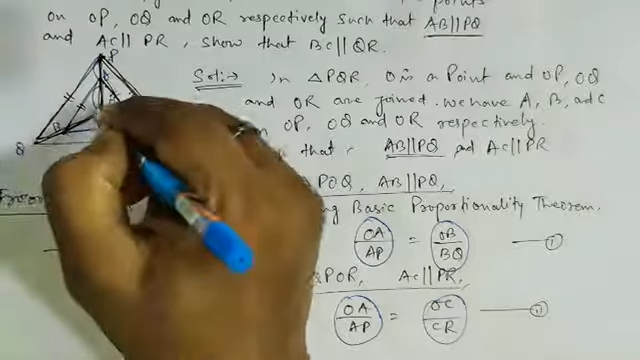 on OP, OQ and OR respectively such that AB||PQ
and AC || PR, show that BC || QR.
P
Q
B
Sol:→ In △PQR, O is a Point and OP, OQ
and OR are joined. We have A, B, and C
OP, OQ and OR respectively.
that AB||PQ and AC||PR
POQ, AB||PQ,
Basic Proportionality Theorem.
OA/AP = OB/BQ — I
POR, AC||PR,
OA/AP = OC/CR — II